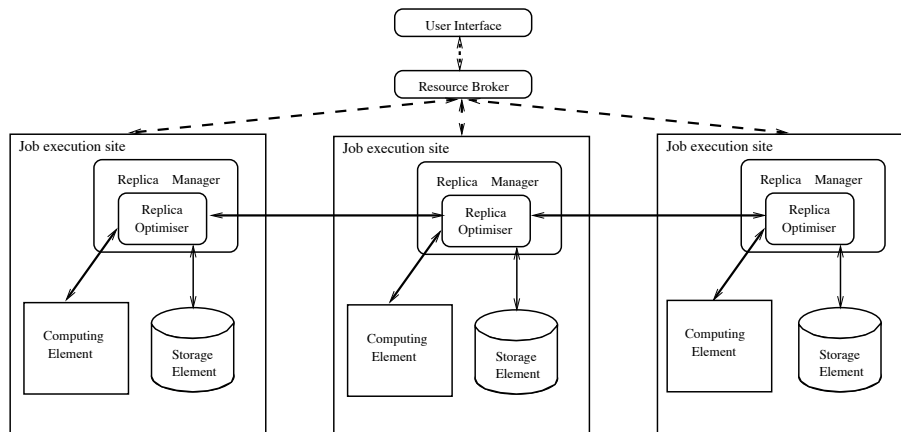 User Interface
Resource Broker
Job execution site
Replica Manager
Replica
Optimiser
Computing
Element
Storage
Element
Job execution site
Replica Manager
Replica
Optimiser
Computing
Element
Storage
Element
Job execution site
Replica Manager
Replica
Optimiser
Computing
Element
Storage
Element